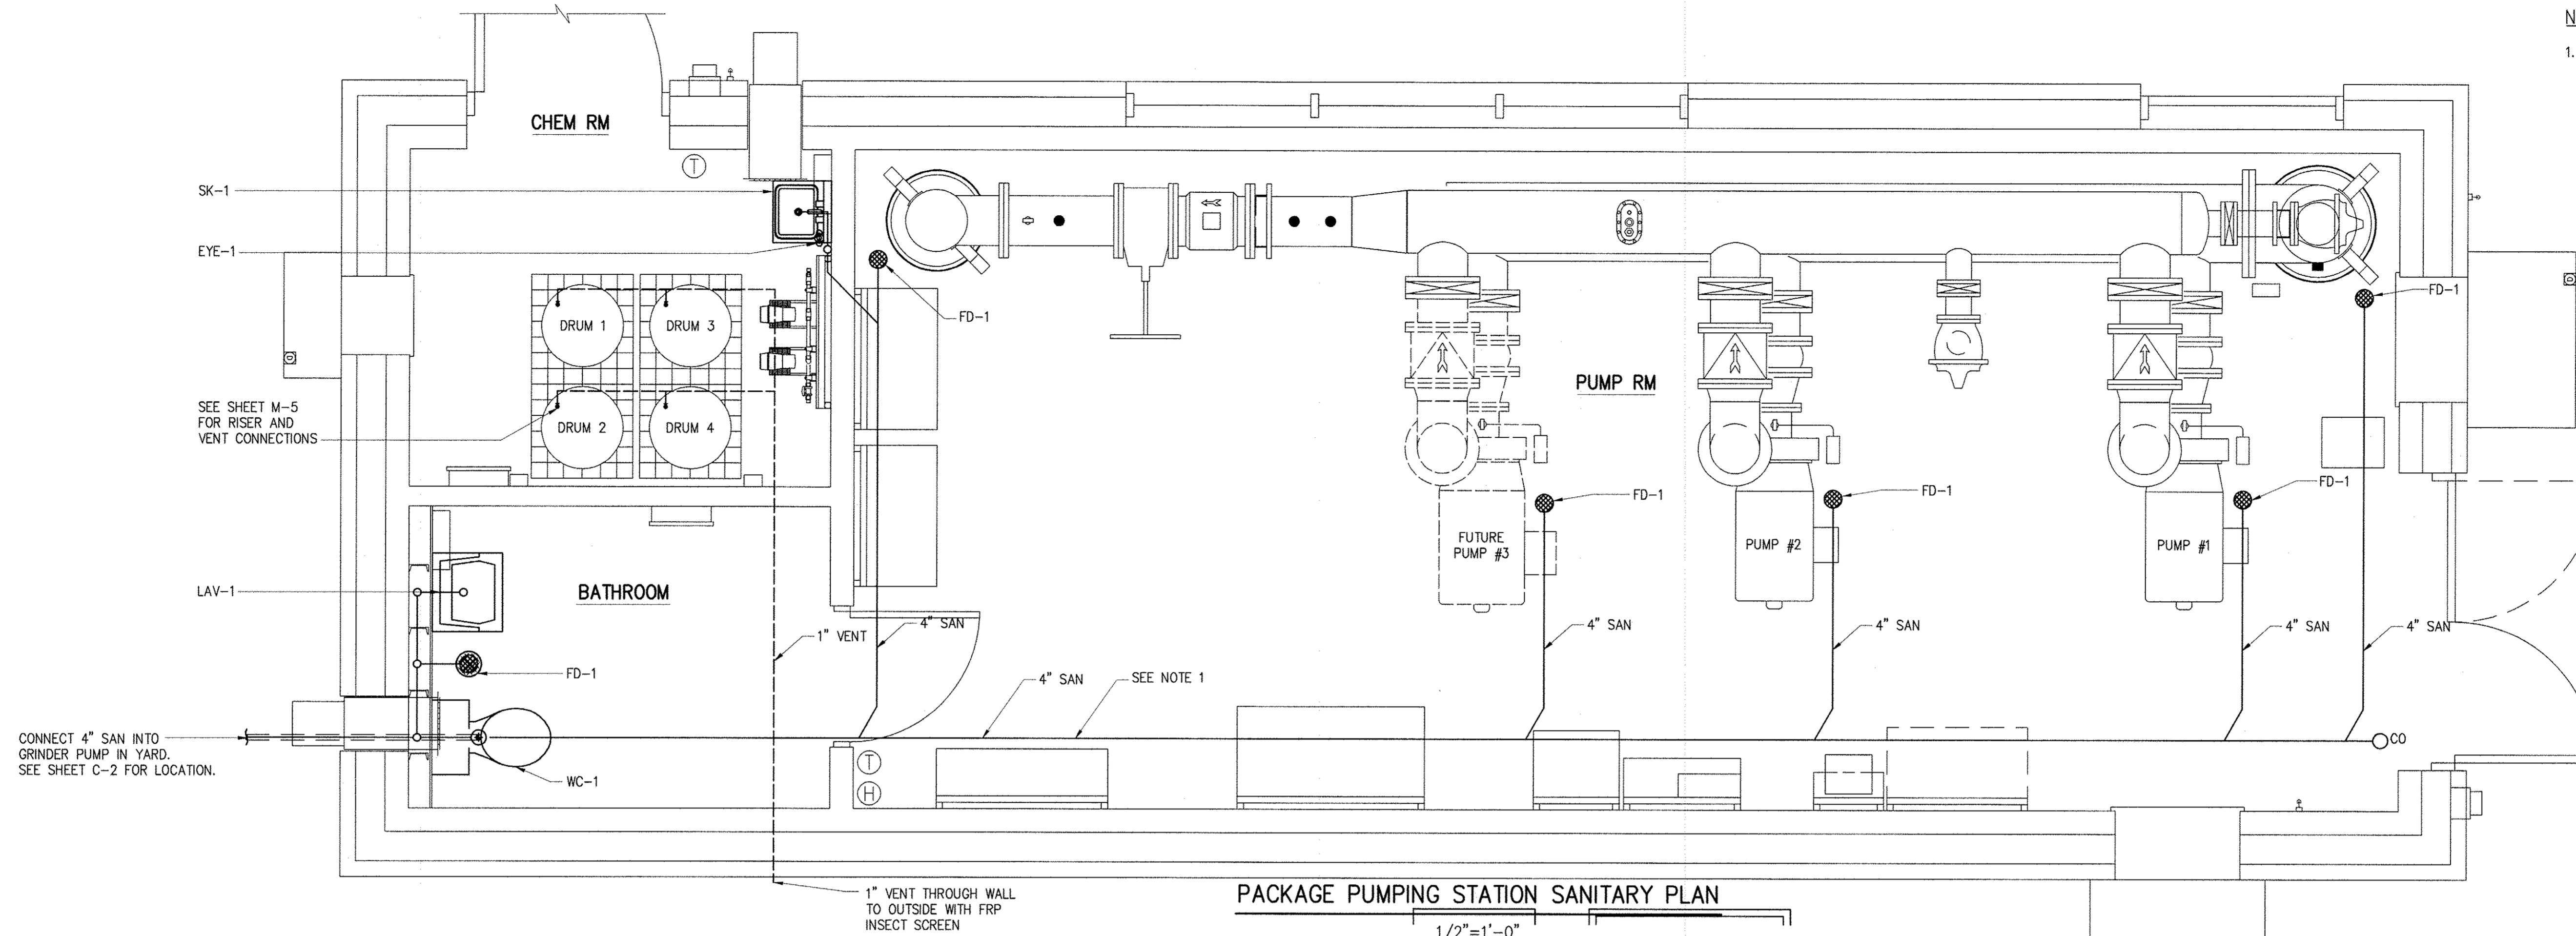 N
1.
CHEM RM
T
SK-1
EYE-1
FD-1
FD-1
DRUM 1
DRUM 3
PUMP RM
SEE SHEET M-5
FOR RISER AND
VENT CONNECTIONS
DRUM 2
DRUM 4
FD-1
FD-1
FD-1
FUTURE
PUMP #3
PUMP #2
PUMP #1
LAV-1
BATHROOM
1" VENT
4" SAN
4" SAN
4" SAN
4" SAN
4" SAN
FD-1
4" SAN
SEE NOTE 1
CONNECT 4" SAN INTO
GRINDER PUMP IN YARD.
SEE SHEET C-2 FOR LOCATION.
WC-1
T
H
CO
1" VENT THROUGH WALL
TO OUTSIDE WITH FRP
INSECT SCREEN
PACKAGE PUMPING STATION SANITARY PLAN
1/2"=1'-0"